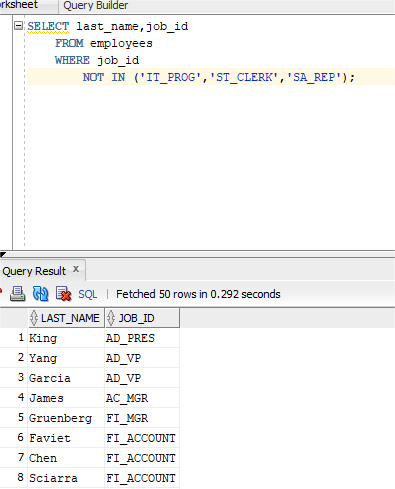 orksheet Query Builder
SELECT last_name,job_id
FROM employees
WHERE job_id
NOT IN ('IT_PROG','ST_CLERK','SA_REP');
Query Result x
SQL | Fetched 50 rows in 0.292 seconds
LAST_NAME JOB_ID
1 King AD_PRES
2 Yang AD_VP
3 Garcia AD_VP
4 James AC_MGR
5 Gruenberg FI_MGR
6 Faviet FI_ACCOUNT
7 Chen FI_ACCOUNT
8 Sciarra FI_ACCOUNT